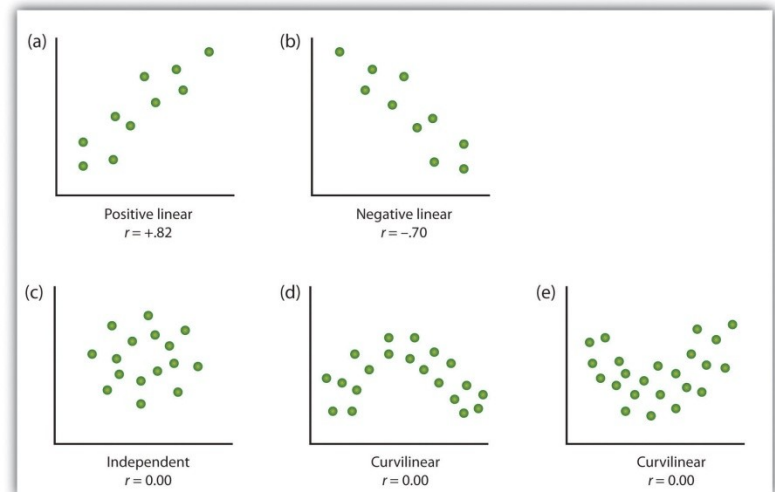 (a)
(b)
Positive linear
r = +.82
Negative linear
r = –.70
(c)
(d)
(e)
Independent
r = 0.00
Curvilinear
r = 0.00
Curvilinear
r = 0.00